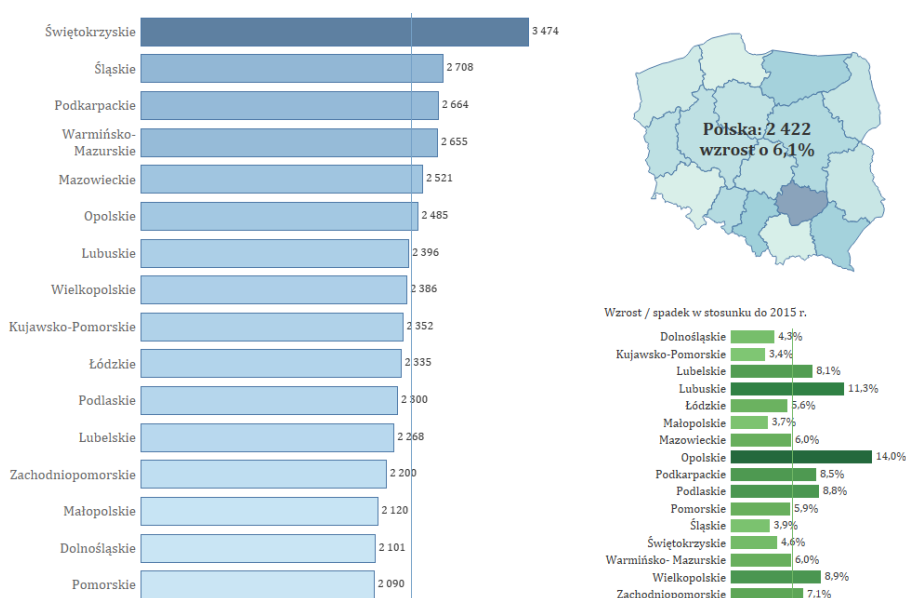 Świętokrzyskie 3 474
Śląskie 2 708
Podkarpackie 2 664
Warmińsko-
Mazurskie 2 655
Mazowieckie 2 521
Opolskie 2 485
Lubuskie 2 396
Wielkopolskie 2 386
Kujawsko-Pomorskie 2 352
Łódzkie 2 335
Podlaskie 2 300
Lubelskie 2 268
Zachodniopomorskie 2 200
Małopolskie 2 120
Dolnośląskie 2 101
Pomorskie 2 090
Polska: 2 422
wzrost o 6,1%
Wzrost / spadek w stosunku do 2015 r.
Dolnośląskie 4,3%
Kujawsko-Pomorskie 3,4%
Lubelskie 8,1%
Lubuskie 11,3%
Łódzkie 5,6%
Małopolskie 3,7%
Mazowieckie 6,0%
Opolskie 14,0%
Podkarpackie 8,5%
Podlaskie 8,8%
Pomorskie 5,9%
Śląskie 3,9%
Świętokrzyskie 4,6%
Warmińsko- Mazurskie 6,0%
Wielkopolskie 8,9%
Zachodniopomorskie 7,1%